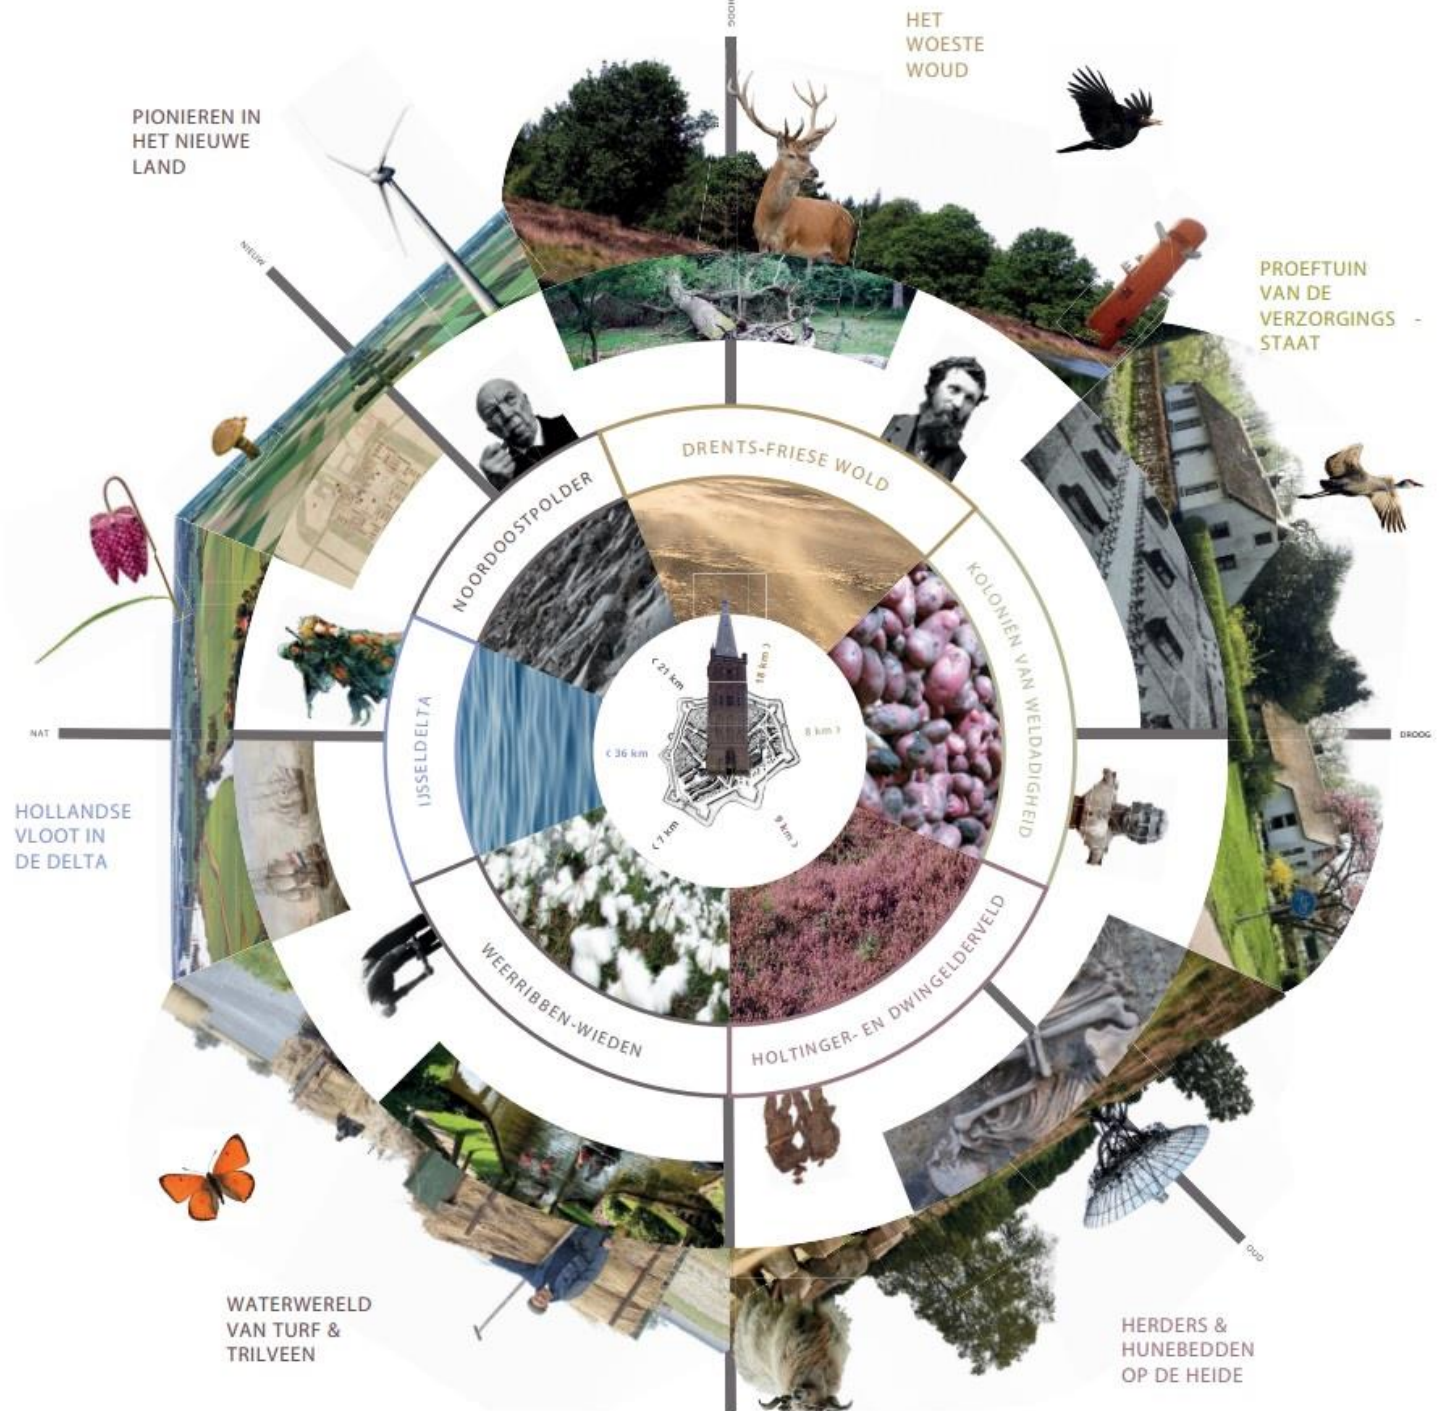 HOOG
HET
WOESTE
WOUD
PIONIEREN IN
HET NIEUWE
LAND
NIEUW
PROEFTUIN
VAN DE
VERZORGINGS -
STAAT
DRENTS-FRIESE WOLD
NOORDOOSTPOLDER
KOLONIËN VAN WELDADIGHEID
IJSSELDELTA
‹ 21 km
18 km ›
‹ 36 km
8 km ›
‹ 7 km
9 km ›
NAT
DROOG
HOLLANDSE
VLOOT IN
DE DELTA
WEERRIBBEN-WIEDEN
HOLTINGER- EN DWINGELDERVELD
OUD
WATERWERELD
VAN TURF &
TRILVEEN
HERDERS &
HUNEBEDDEN
OP DE HEIDE